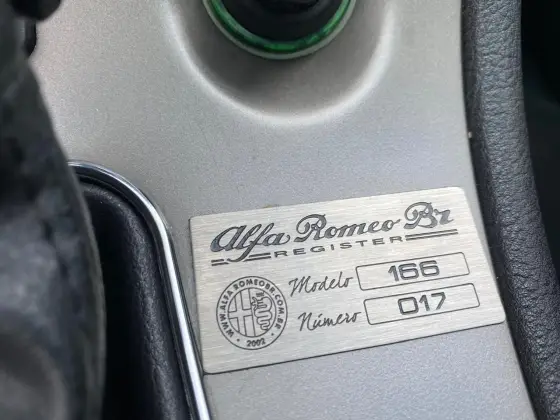 Alfa Romeo Br
REGISTER
Modelo 166
Número 017
WWW.ALFAROMEOBR.COM.BR
2002